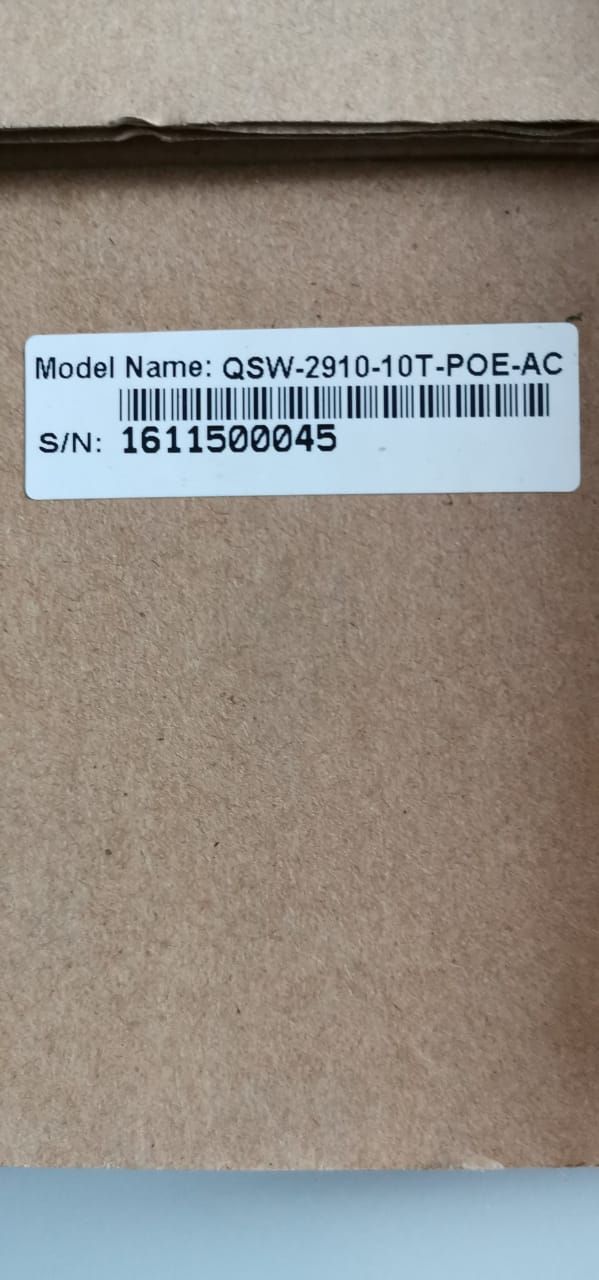 Model Name: QSW-2910-10T-POE-AC
S/N: 1611500045